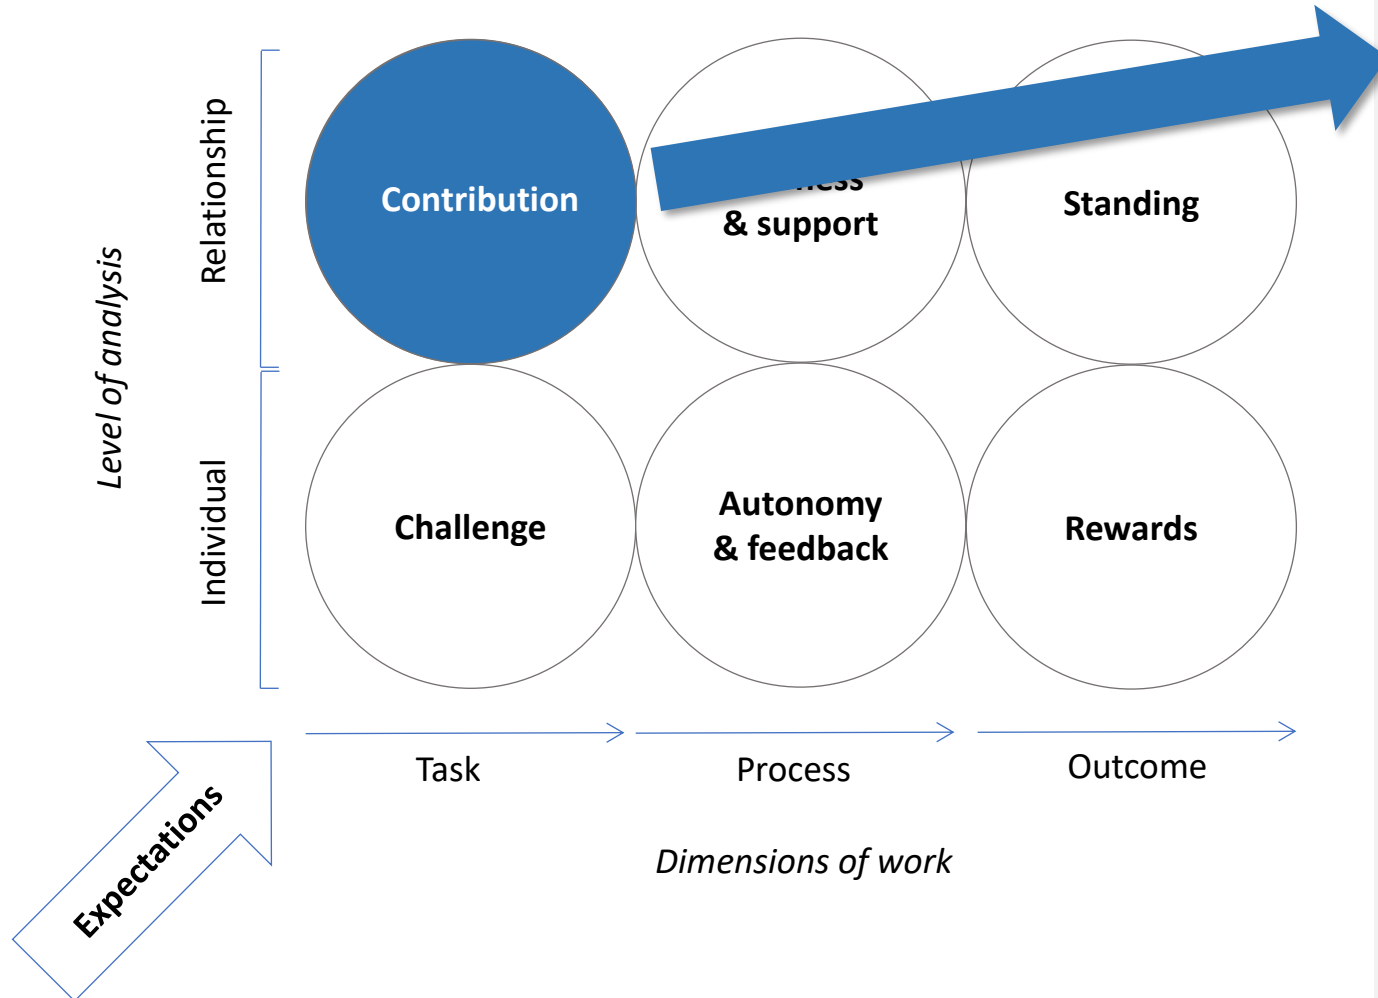 Relationship
Contribution
& support
Standing
Level of analysis
Individual
Challenge
Autonomy
& feedback
Rewards
Task
Process
Outcome
Expectations
Dimensions of work